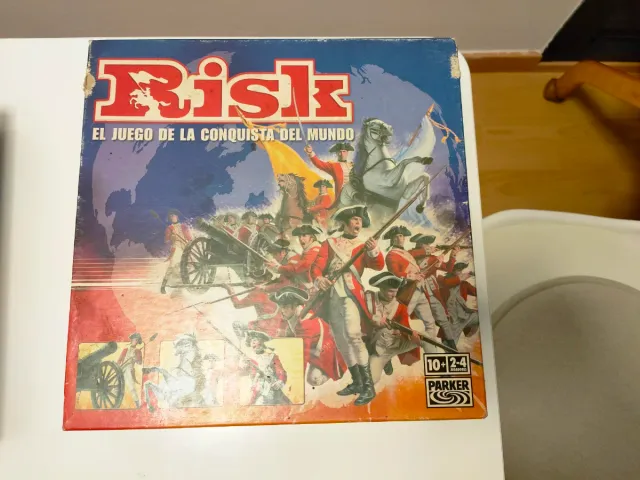 Risk
EL JUEGO DE LA CONQUISTA DEL MUNDO
10+ 2-4
PARKER